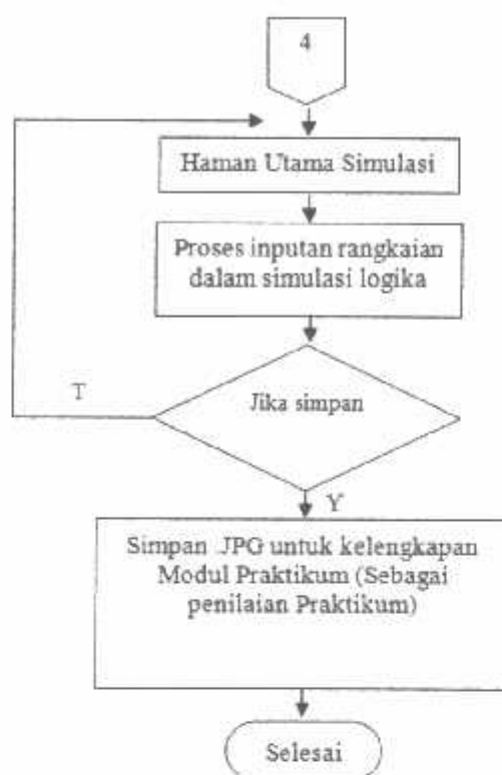 4
Haman Utama Simulasi
Proses inputan rangkaian
dalam simulasi logika
Jika simpan
T
Y
Simpan .JPG untuk kelengkapan
Modul Praktikum (Sebagai
penilaian Praktikum)
Selesai